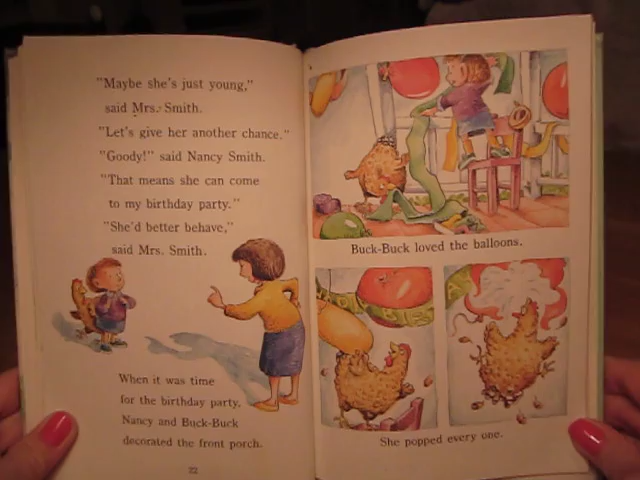 "Maybe she's just young,"
said Mrs. Smith.
"Let's give her another chance."
"Goody!" said Nancy Smith.
"That means she can come
to my birthday party."
"She'd better behave,"
said Mrs. Smith.
When it was time
for the birthday party,
Nancy and Buck-Buck
decorated the front porch.
22
Buck-Buck loved the balloons.
She popped every one.